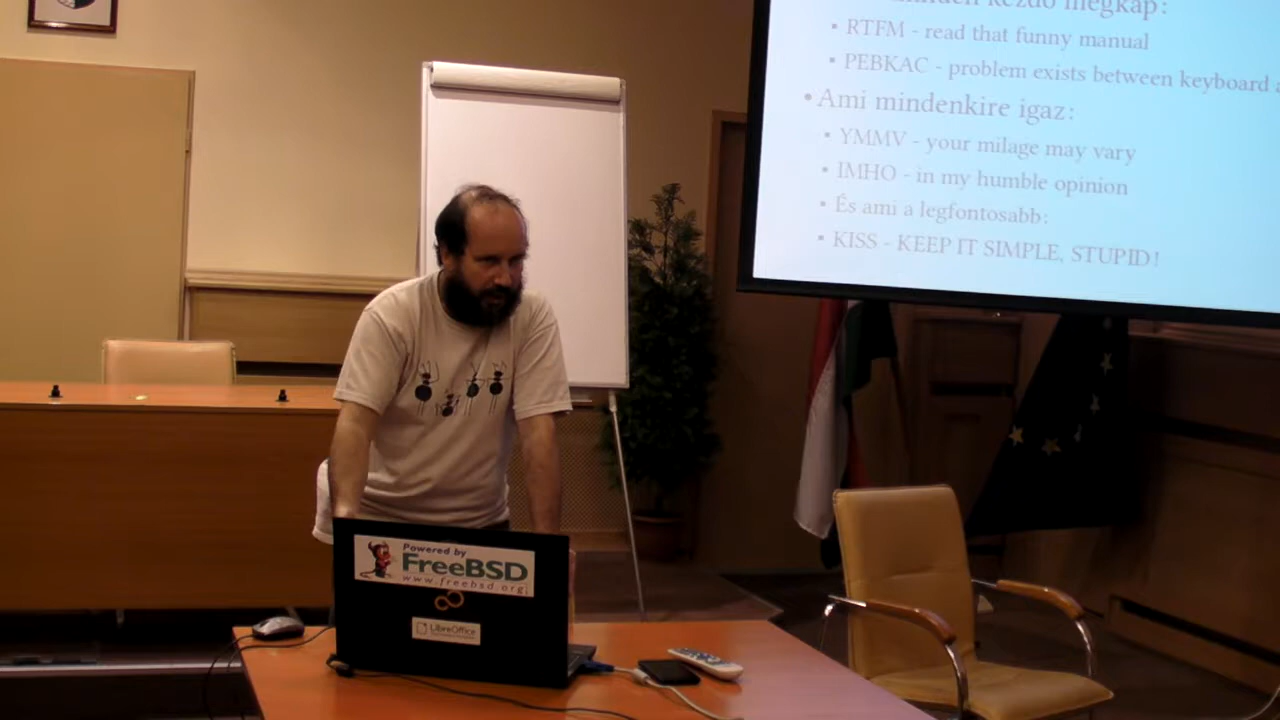 kezdő megkap:
▪ RTFM - read that funny manual
▪ PEBKAC - problem exists between keyboard
• Ami mindenkire igaz:
▪ YMMV - your milage may vary
▪ IMHO - in my humble opinion
▪ És ami a legfontosabb:
▪ KISS - KEEP IT SIMPLE, STUPID!
Powered by
FreeBSD
www.freebsd.org
LibreOffice